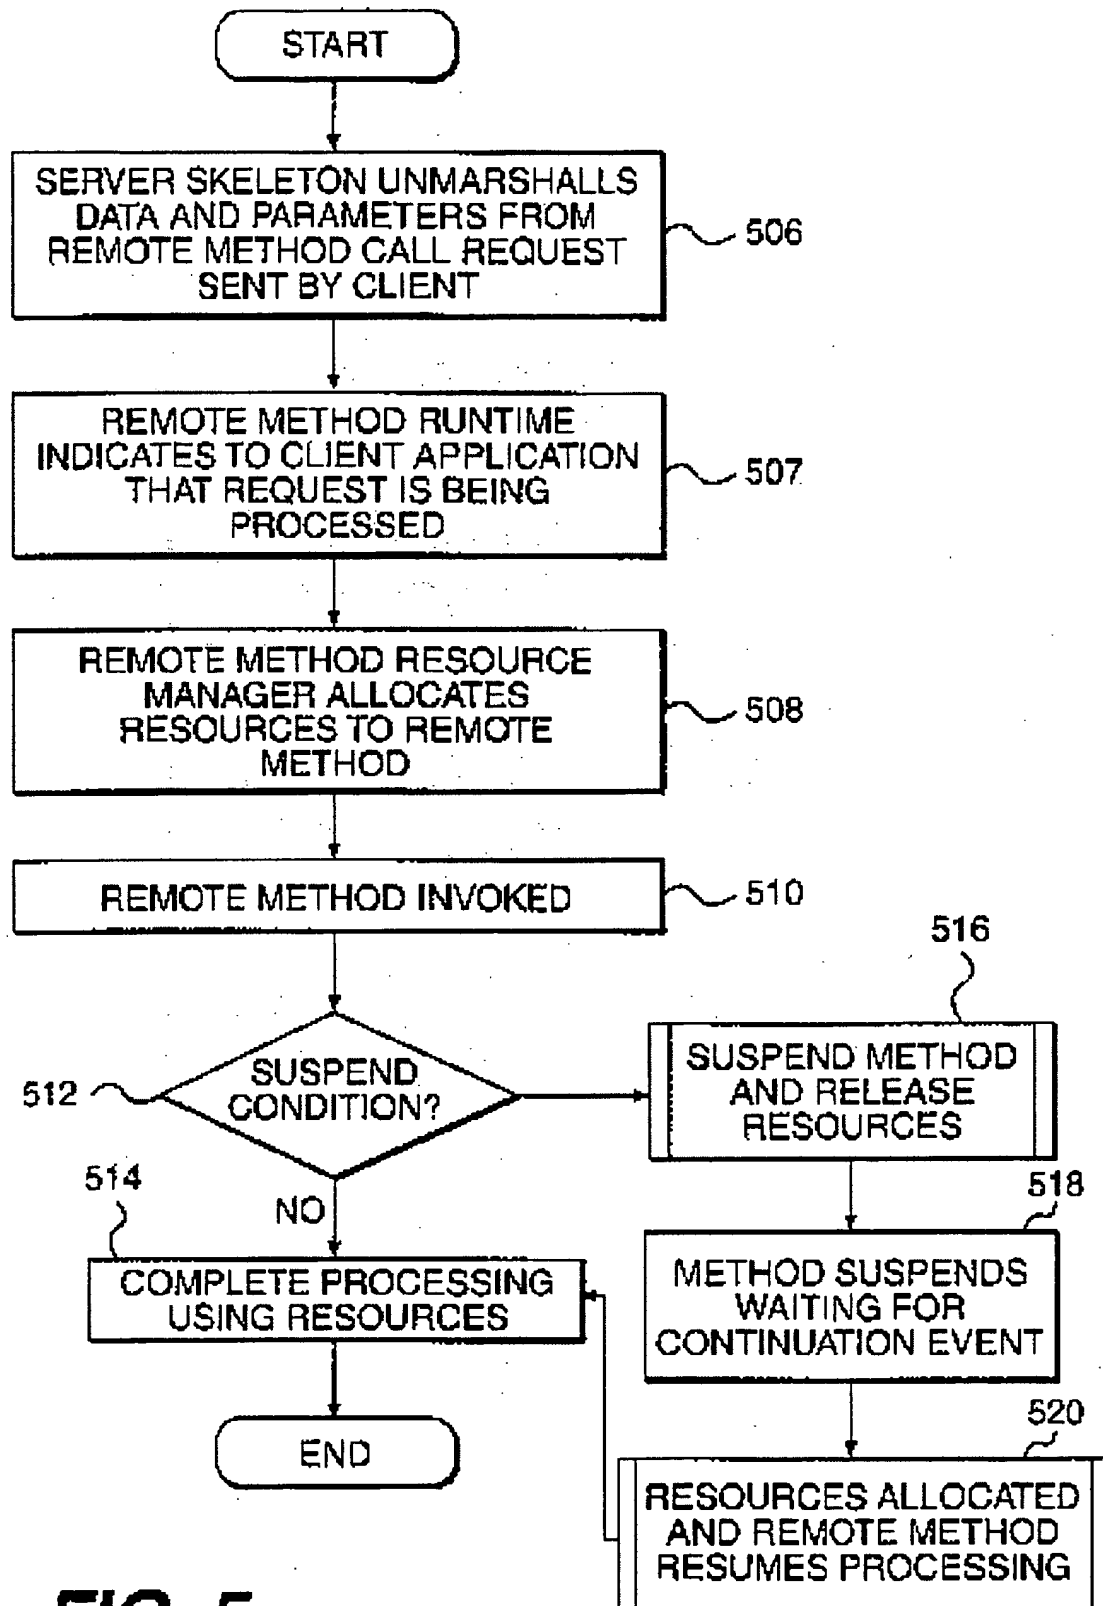 START
SERVER SKELETON UNMARSHALLS
DATA AND PARAMETERS FROM
REMOTE METHOD CALL REQUEST
SENT BY CLIENT
506
REMOTE METHOD RUNTIME
INDICATES TO CLIENT APPLICATION
THAT REQUEST IS BEING
PROCESSED
507
REMOTE METHOD RESOURCE
MANAGER ALLOCATES
RESOURCES TO REMOTE
METHOD
508
REMOTE METHOD INVOKED
510
516
512
SUSPEND
CONDITION?
SUSPEND METHOD
AND RELEASE
RESOURCES
514
NO
518
COMPLETE PROCESSING
USING RESOURCES
METHOD SUSPENDS
WAITING FOR
CONTINUATION EVENT
520
END
RESOURCES ALLOCATED
AND REMOTE METHOD
RESUMES PROCESSING
FIG. 5